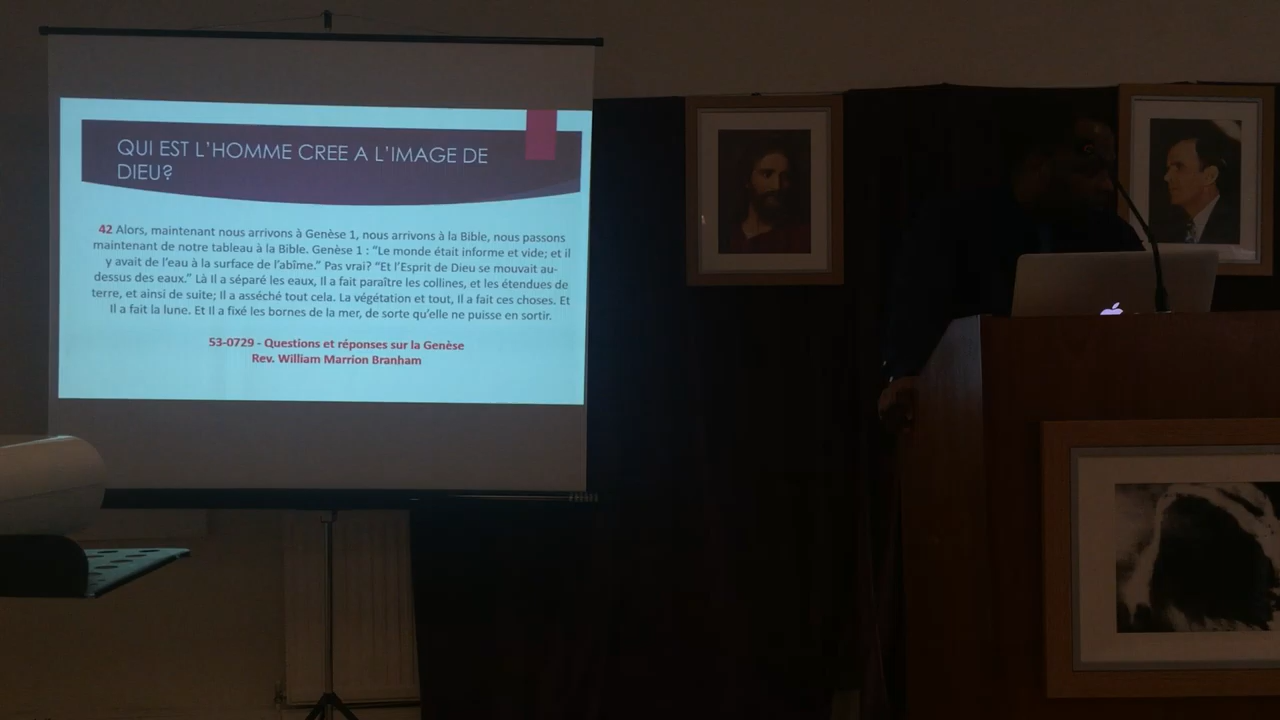 QUI EST L'HOMME CREE A L'IMAGE DE
DIEU?
42 Alors, maintenant nous arrivons à Genèse 1, nous arrivons à la Bible, nous passons
maintenant de notre tableau à la Bible. Genèse 1 : “Le monde était informe et vide; et il
y avait de l'eau à la surface de l'abîme.” Pas vrai? “Et l'Esprit de Dieu se mouvait au-
dessus des eaux.” Là Il a séparé les eaux, Il a fait paraître les collines, et les étendues de
terre, et ainsi de suite; Il a asséché tout cela. La végétation et tout, Il a fait ces choses. Et
Il a fait la lune. Et Il a fixé les bornes de la mer, de sorte qu'elle ne puisse en sortir.
53-0729 - Questions et réponses sur la Genèse
Rev. William Marrion Branham